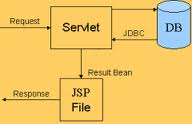 Request
Servlet
JDBC
DB
Result Bean
Response
JSP
File